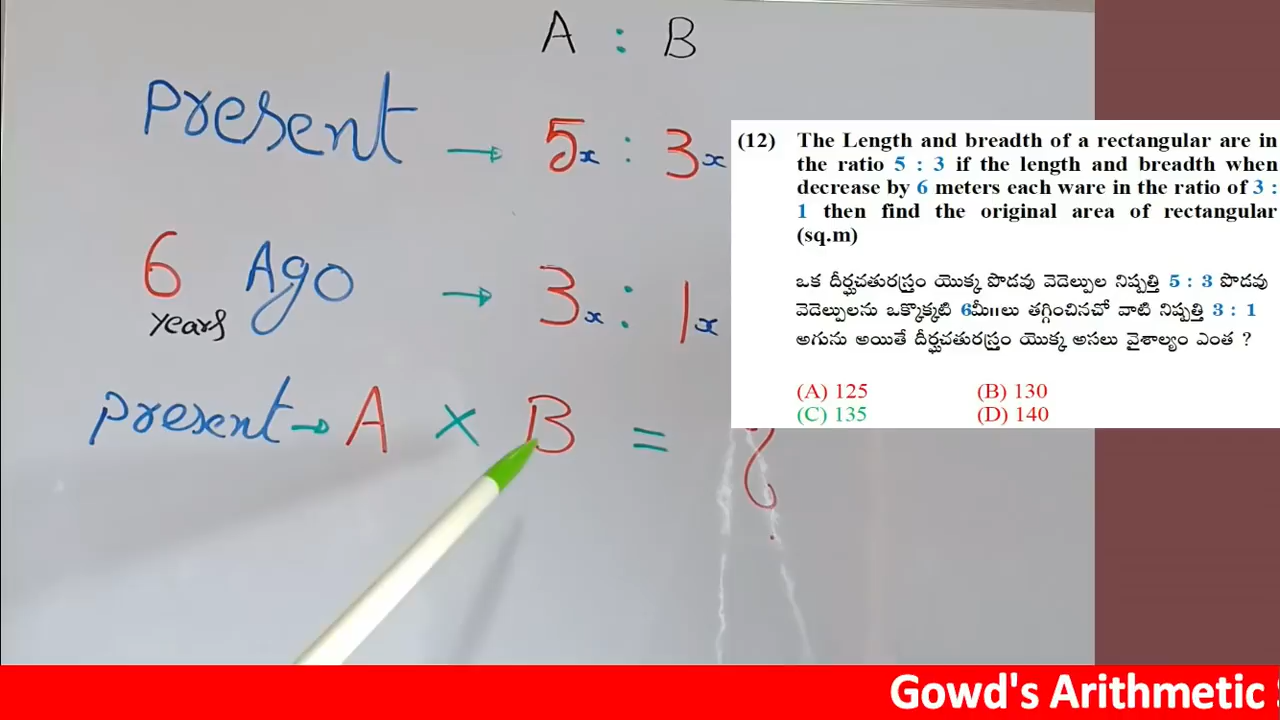 A : B
present → 5x : 3x
6 years Ago → 3x : 1x
present → A × B = ?
(12) The Length and breadth of a rectangular are in
the ratio 5 : 3 if the length and breadth when
decrease by 6 meters each ware in the ratio of 3 :
1 then find the original area of rectangular
(sq.m)
ఒక దీర్ఘచతురస్రం యొక్క పొడవు వెడెల్పుల నిష్పత్తి 5 : 3 పొడవు
వెడెల్పులను ఒక్కొక్కటి 6మీ॥లు తగ్గించినచో వాటి నిష్పత్తి 3 : 1
అగును అయితే దీర్ఘచతురస్రం యొక్క అసలు వైశాల్యం ఎంత ?
(A) 125 (B) 130
(C) 135 (D) 140
Gowd's Arithmetic